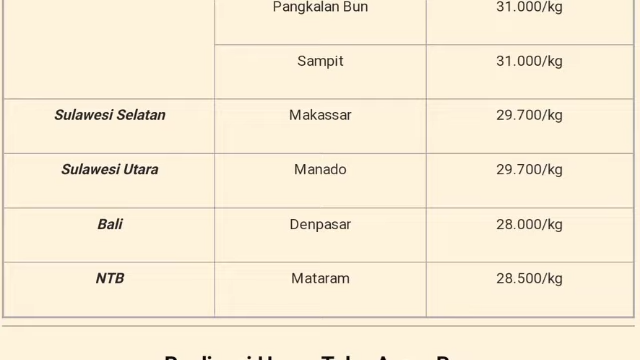 Pangkalan Bun 31.000/kg
Sampit 31.000/kg
Sulawesi Selatan Makassar 29.700/kg
Sulawesi Utara Manado 29.700/kg
Bali Denpasar 28.000/kg
NTB Mataram 28.500/kg